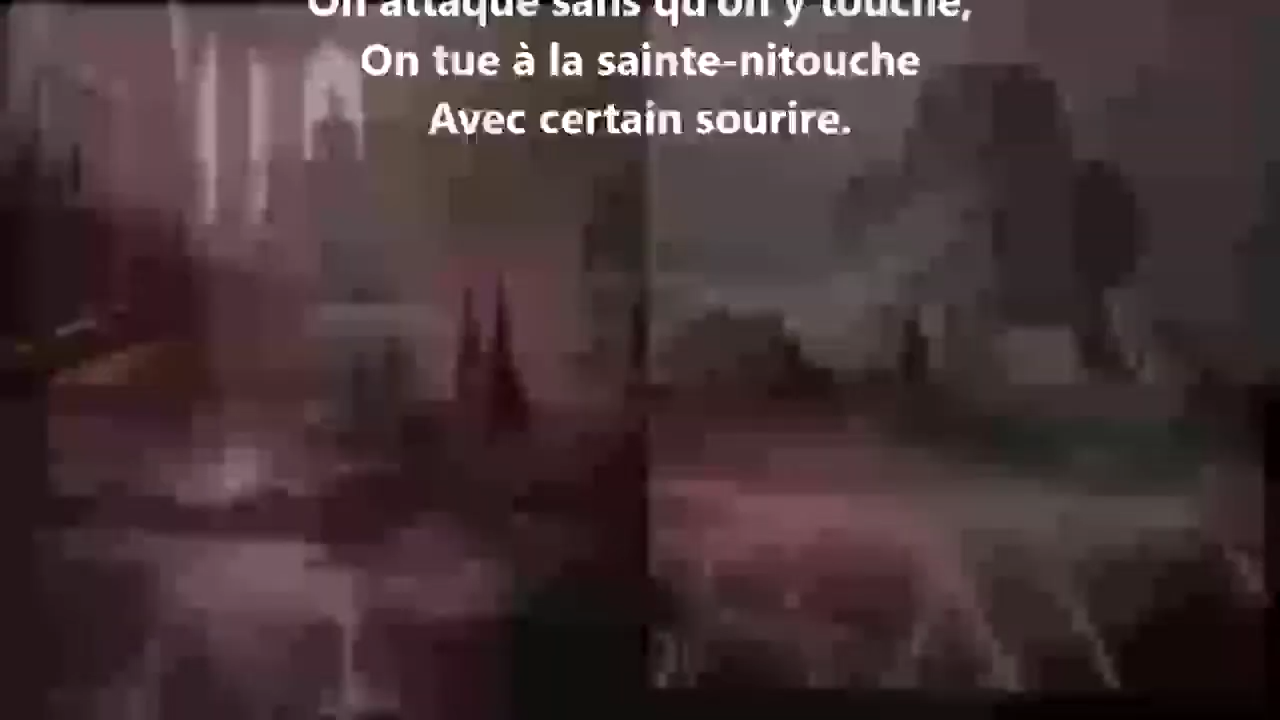 On attaque sans qu'on y touche,
On tue à la sainte-nitouche
Avec certain sourire.